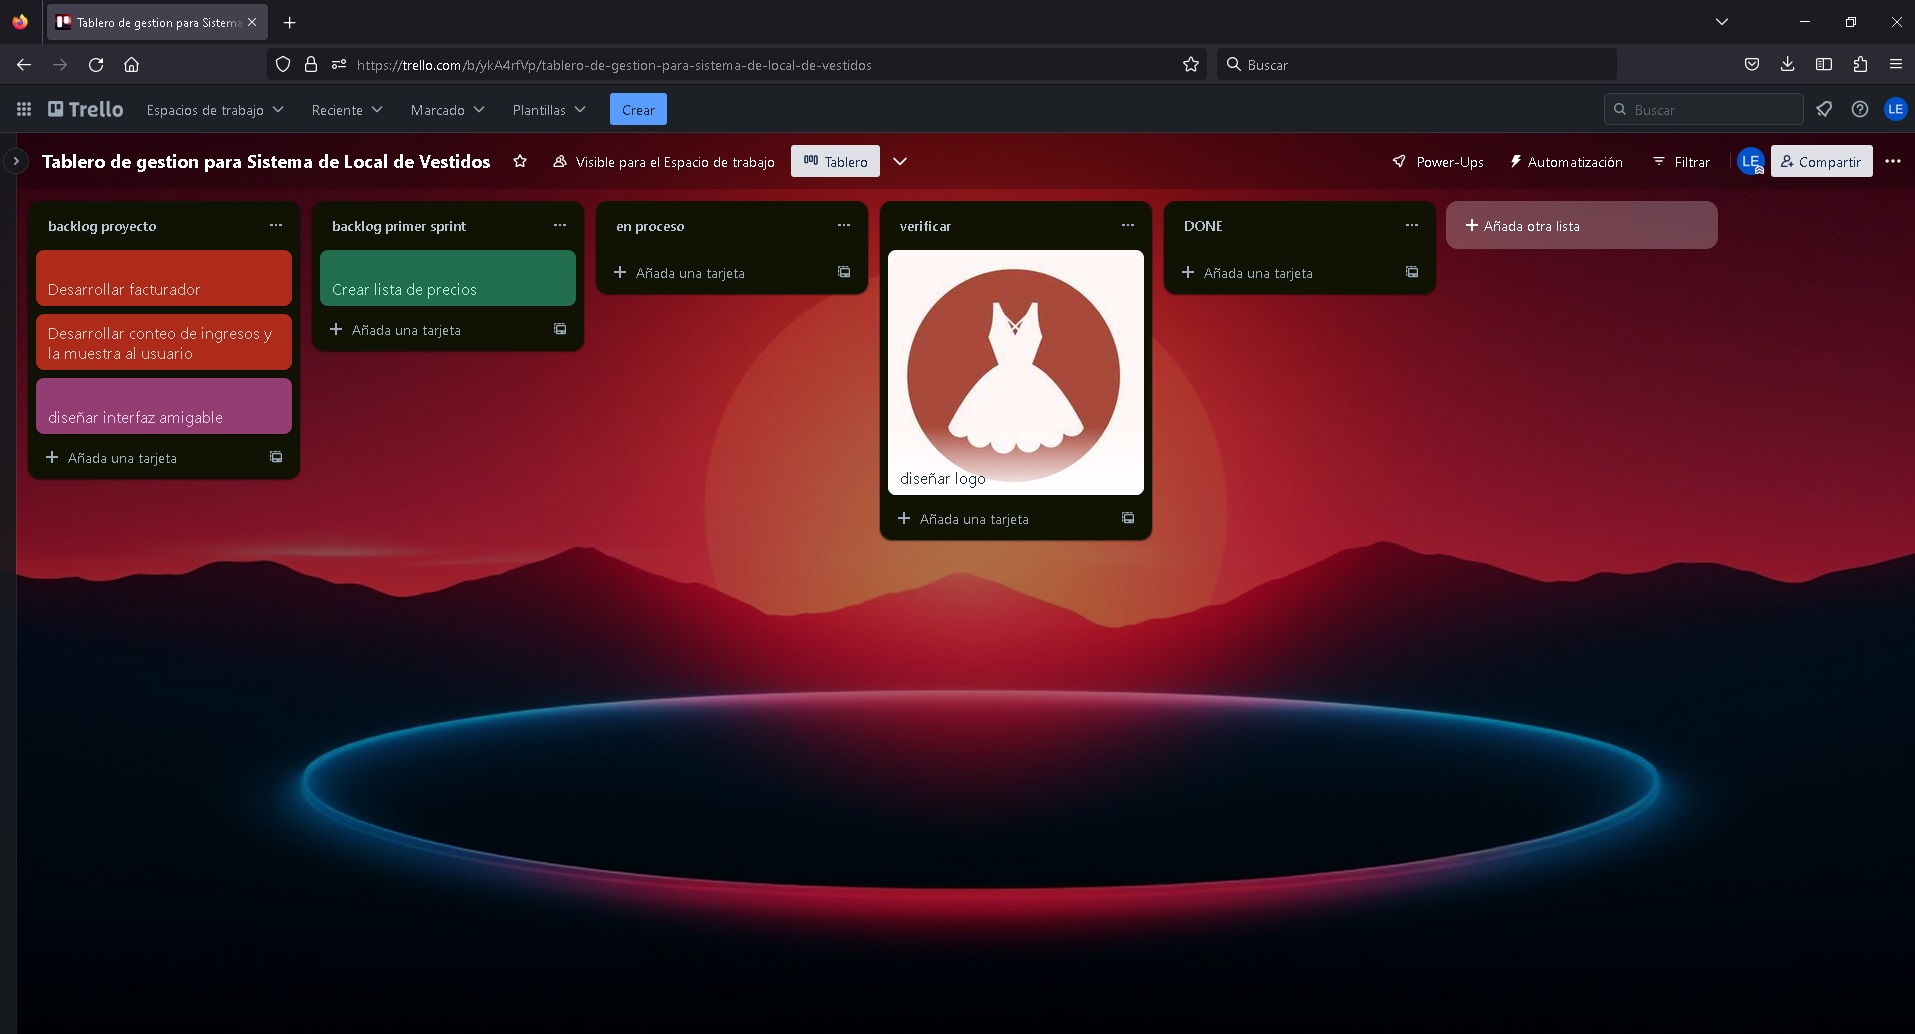 Tablero de gestion para Sistema
https://trello.com/b/ykA4rfVp/tablero-de-gestion-para-sistema-de-local-de-vestidos
Buscar
Trello
Espacios de trabajo
Reciente
Marcado
Plantillas
Crear
Buscar
LE
Tablero de gestion para Sistema de Local de Vestidos
Visible para el Espacio de trabajo
Tablero
Power-Ups
Automatización
Filtrar
LE
Compartir
backlog proyecto
Desarrollar facturador
Desarrollar conteo de ingresos y
la muestra al usuario
diseñar interfaz amigable
Añada una tarjeta
backlog primer sprint
Crear lista de precios
Añada una tarjeta
en proceso
Añada una tarjeta
verificar
diseñar logo
Añada una tarjeta
DONE
Añada una tarjeta
Añada otra lista